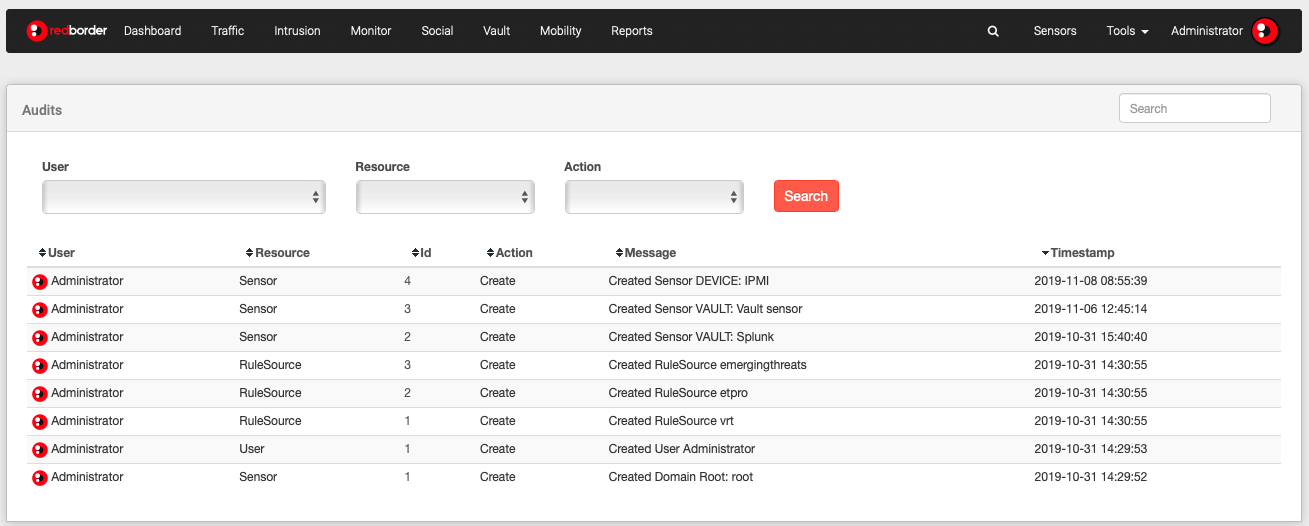 redborder Dashboard Traffic Intrusion Monitor Social Vault Mobility Reports Sensors Tools Administrator
Audits Search
User Resource Action
Search
User Resource Id Action Message Timestamp
Administrator Sensor 4 Create Created Sensor DEVICE: IPMI 2019-11-08 08:55:39
Administrator Sensor 3 Create Created Sensor VAULT: Vault sensor 2019-11-06 12:45:14
Administrator Sensor 2 Create Created Sensor VAULT: Splunk 2019-10-31 15:40:40
Administrator RuleSource 3 Create Created RuleSource emergingthreats 2019-10-31 14:30:55
Administrator RuleSource 2 Create Created RuleSource etpro 2019-10-31 14:30:55
Administrator RuleSource 1 Create Created RuleSource vrt 2019-10-31 14:30:55
Administrator User 1 Create Created User Administrator 2019-10-31 14:29:53
Administrator Sensor 1 Create Created Domain Root: root 2019-10-31 14:29:52